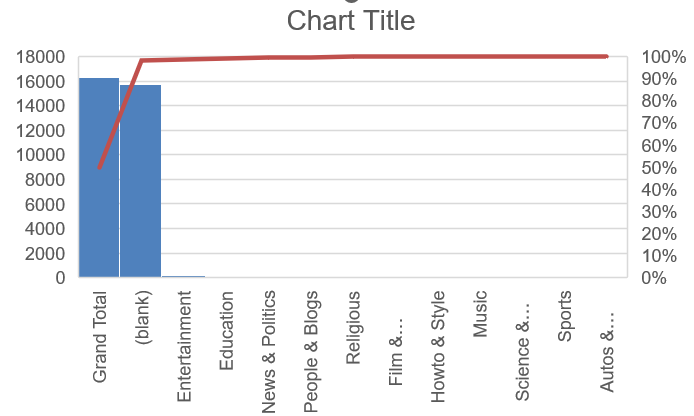 Chart Title
18000
16000
14000
12000
10000
8000
6000
4000
2000
0
100%
90%
80%
70%
60%
50%
40%
30%
20%
10%
0%
Grand Total
(blank)
Entertainment
Education
News & Politics
People & Blogs
Religious
Film &...
Howto & Style
Music
Science &...
Sports
Autos &...